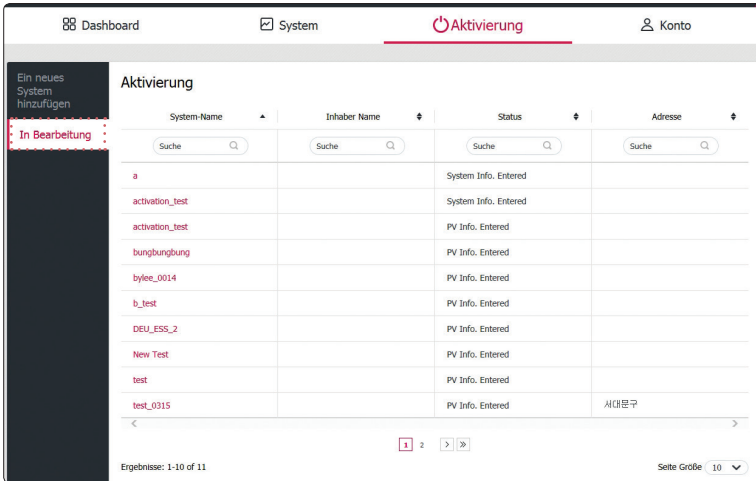 Dashboard
System
Aktivierung
Konto
Ein neues
System
hinzufügen
In Bearbeitung
Aktivierung
System-Name
Inhaber Name
Status
Adresse
Suche
Suche
Suche
Suche
a
System Info. Entered
activation_test
System Info. Entered
activation_test
PV Info. Entered
bungbungbung
PV Info. Entered
bylee_0014
PV Info. Entered
b_test
PV Info. Entered
DEU_ESS_2
PV Info. Entered
New Test
PV Info. Entered
test
PV Info. Entered
test_0315
PV Info. Entered
서대문구
1 2
Ergebnisse: 1-10 of 11
Seite Größe 10